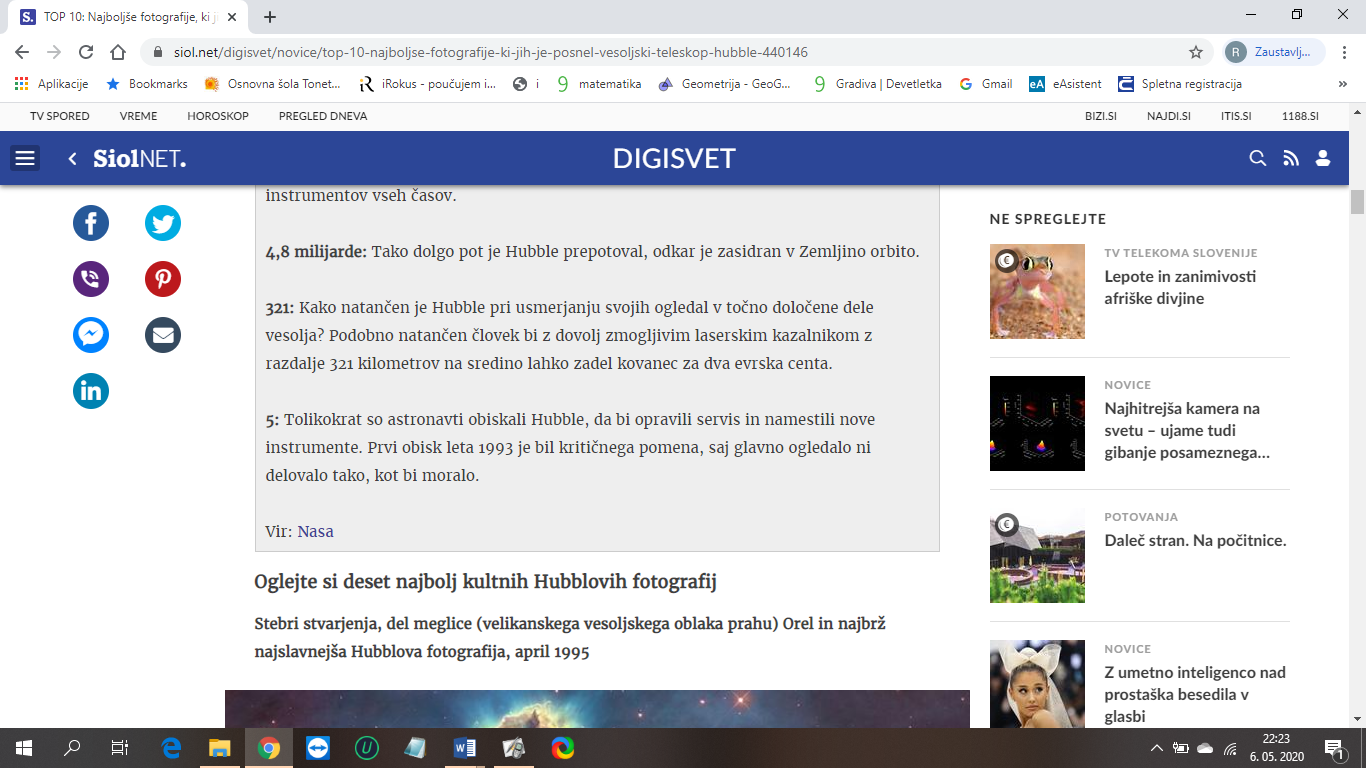 TOP 10: Najboljše fotografije, ki j
siol.net/digisvet/novice/top-10-najboljse-fotografije-ki-jih-je-posnel-vesoljski-teleskop-hubble-440146
R Zaustavlj...
Aplikacije Bookmarks Osnovna šola Tonet... iRokus - poučujem i... i matematika Geometrija - GeoG... Gradiva | Devetletka Gmail eAsistent Spletna registracija »
TV SPORED VREME HOROSKOP PREGLED DNEVA BIZI.SI NAJDI.SI ITIS.SI 1188.SI
SiolNET. DIGISVET
instrumentov vseh časov.
4,8 milijarde: Tako dolgo pot je Hubble prepotoval, odkar je zasidran v Zemljino orbito.
321: Kako natančen je Hubble pri usmerjanju svojih ogledal v točno določene dele
vesolja? Podobno natančen človek bi z dovolj zmogljivim laserskim kazalnikom z
razdalje 321 kilometrov na sredino lahko zadel kovanec za dva evrska centa.
5: Tolikokrat so astronavti obiskali Hubble, da bi opravili servis in namestili nove
instrumente. Prvi obisk leta 1993 je bil kritičnega pomena, saj glavno ogledalo ni
delovalo tako, kot bi moralo.
Vir: Nasa
Oglejte si deset najbolj kultnih Hubblovih fotografij
Stebri stvarjenja, del meglice (velikanskega vesoljskega oblaka prahu) Orel in najbrž
najslavnejša Hubblova fotografija, april 1995
NE SPREGLEJTE
€
TV TELEKOMA SLOVENIJE
Lepote in zanimivosti
afriške divjine
NOVICE
Najhitrejša kamera na
svetu – ujame tudi
gibanje posameznega...
€
POTOVANJA
Daleč stran. Na počitnice.
NOVICE
Z umetno inteligenco nad
prostaška besedila v
glasbi
22:23
6. 05. 2020
1